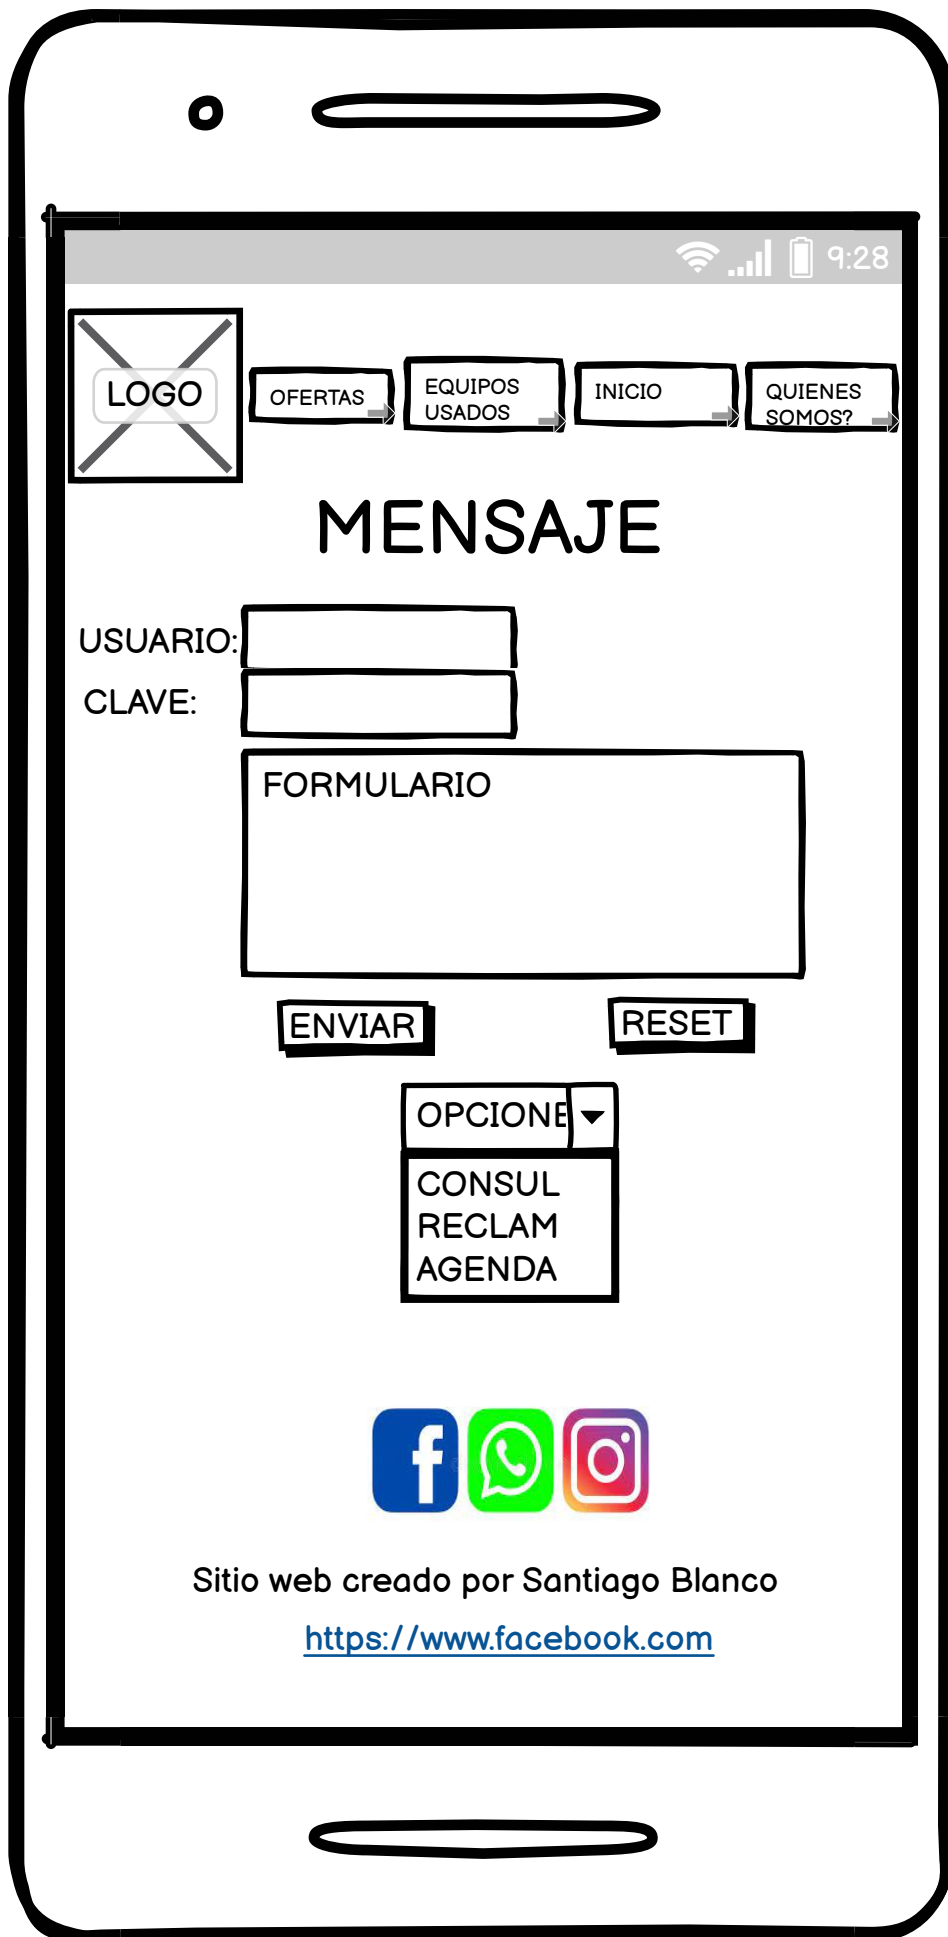 9:28
LOGO
OFERTAS
EQUIPOS
USADOS
INICIO
QUIENES
SOMOS?
MENSAJE
USUARIO:
CLAVE:
FORMULARIO
ENVIAR
RESET
OPCIONE
CONSUL
RECLAM
AGENDA
Sitio web creado por Santiago Blanco
https://www.facebook.com